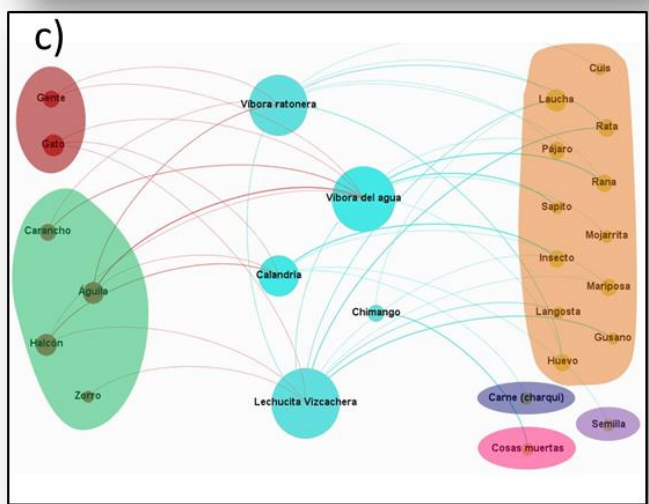 c)
Gente
Gato
Carancho
Aguila
Halcón
Zorro
Víbora ratonera
Víbora del agua
Calandria
Chimango
Lechucita Vizcachera
Cuis
Laucha
Rata
Pájaro
Rana
Sapito
Mojarrita
Insecto
Mariposa
Langosta
Gusano
Huevo
Carne (charqui)
Semilla
Cosas muertas